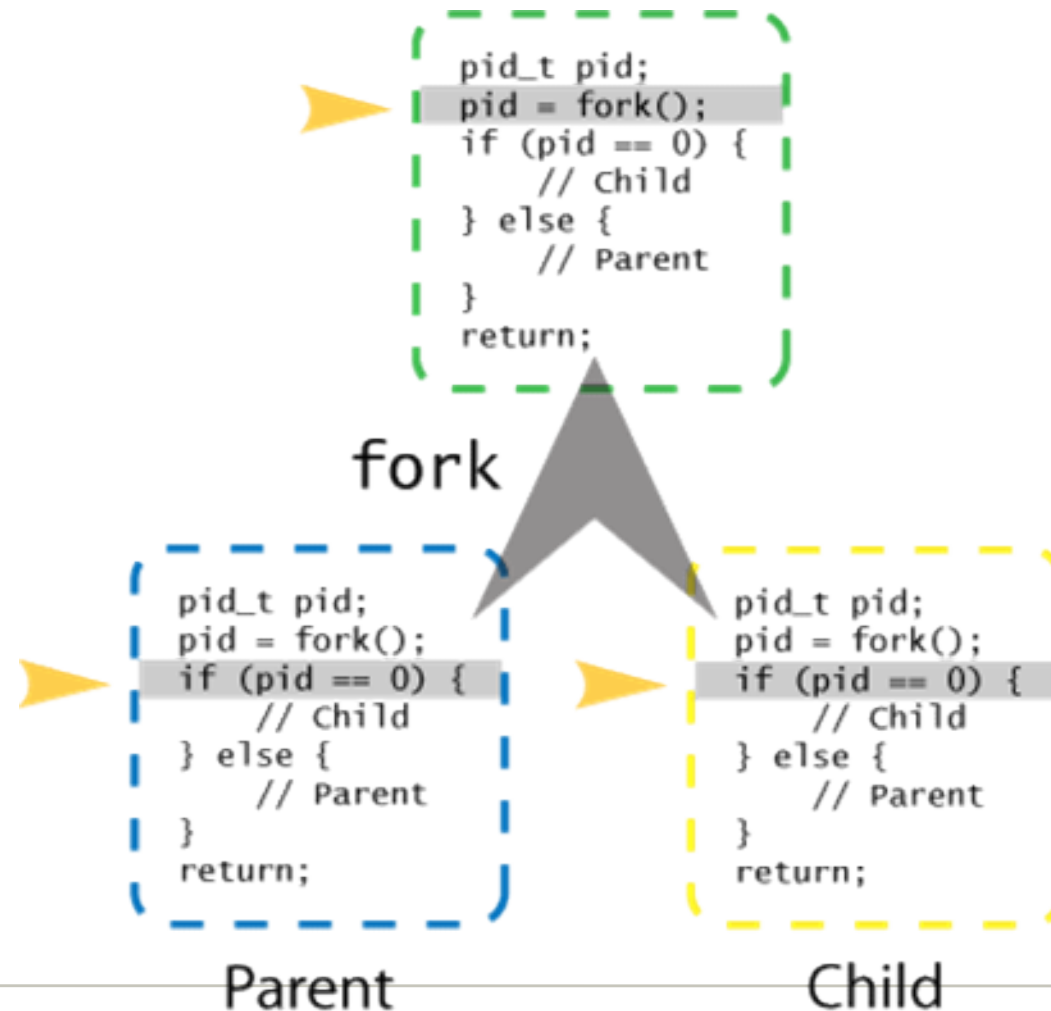 pid_t pid;
pid = fork();
if (pid == 0) {
// Child
} else {
// Parent
}
return;
fork
pid_t pid;
pid = fork();
if (pid == 0) {
// Child
} else {
// Parent
}
return;
Parent
pid_t pid;
pid = fork();
if (pid == 0) {
// Child
} else {
// Parent
}
return;
Child